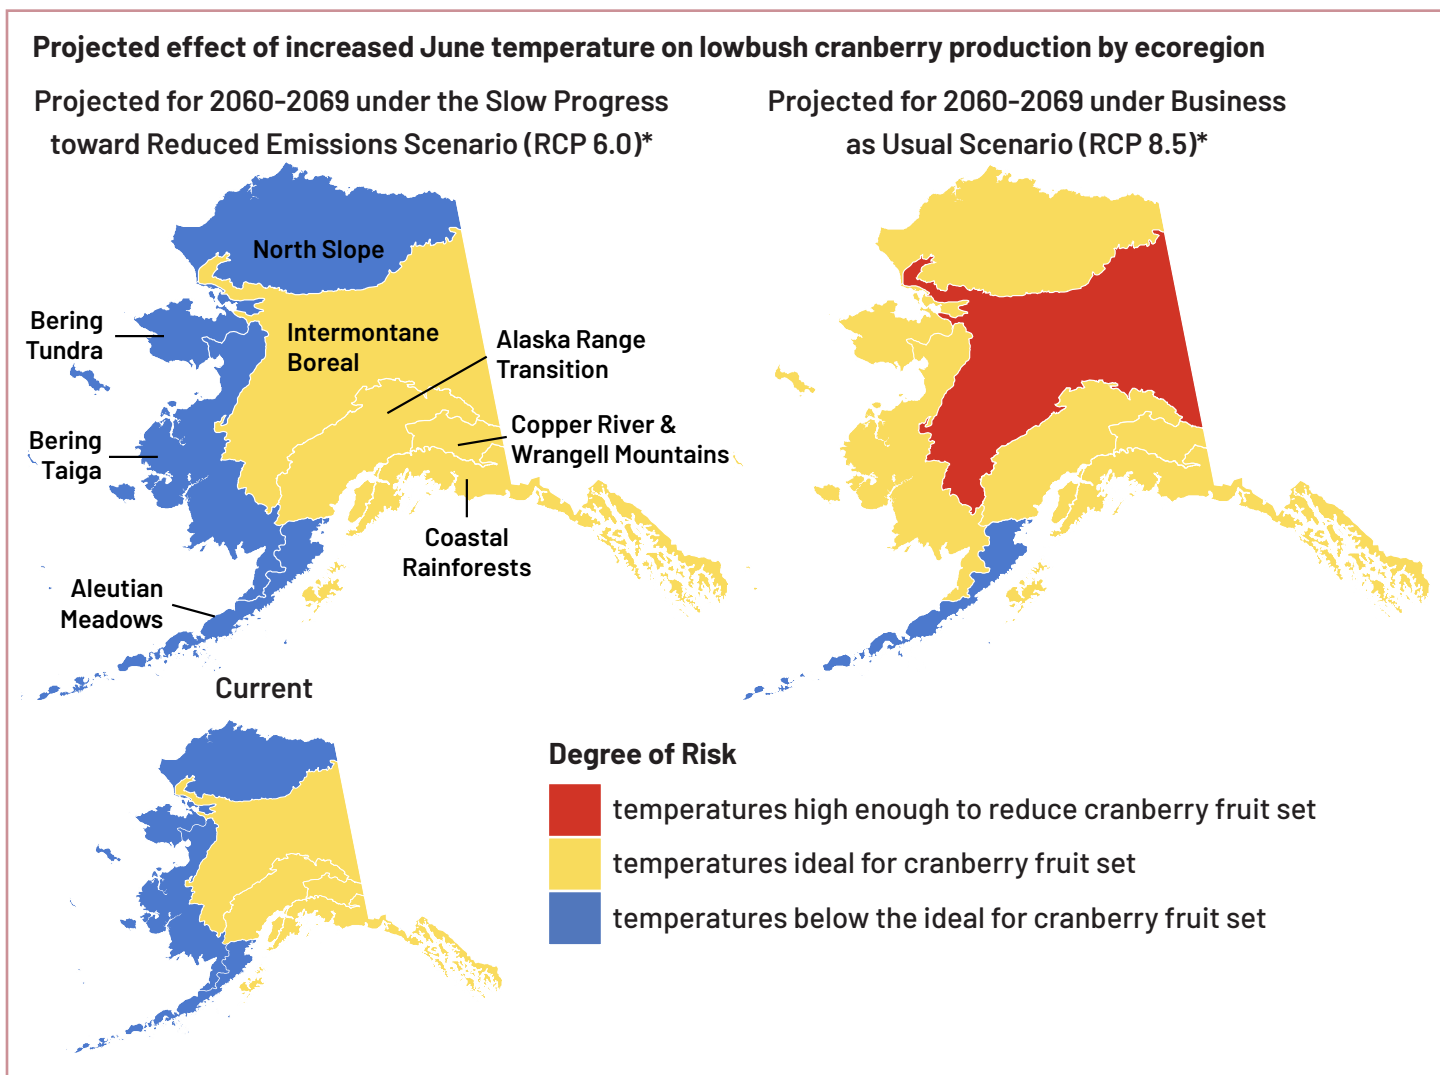 Projected effect of increased June temperature on lowbush cranberry production by ecoregion
Projected for 2060-2069 under the Slow Progress
toward Reduced Emissions Scenario (RCP 6.0)*
Projected for 2060-2069 under Business
as Usual Scenario (RCP 8.5)*
North Slope
Bering
Tundra
Intermontane
Boreal
Alaska Range
Transition
Copper River &
Wrangell Mountains
Bering
Taiga
Coastal
Rainforests
Aleutian
Meadows
Current
Degree of Risk
temperatures high enough to reduce cranberry fruit set
temperatures ideal for cranberry fruit set
temperatures below the ideal for cranberry fruit set